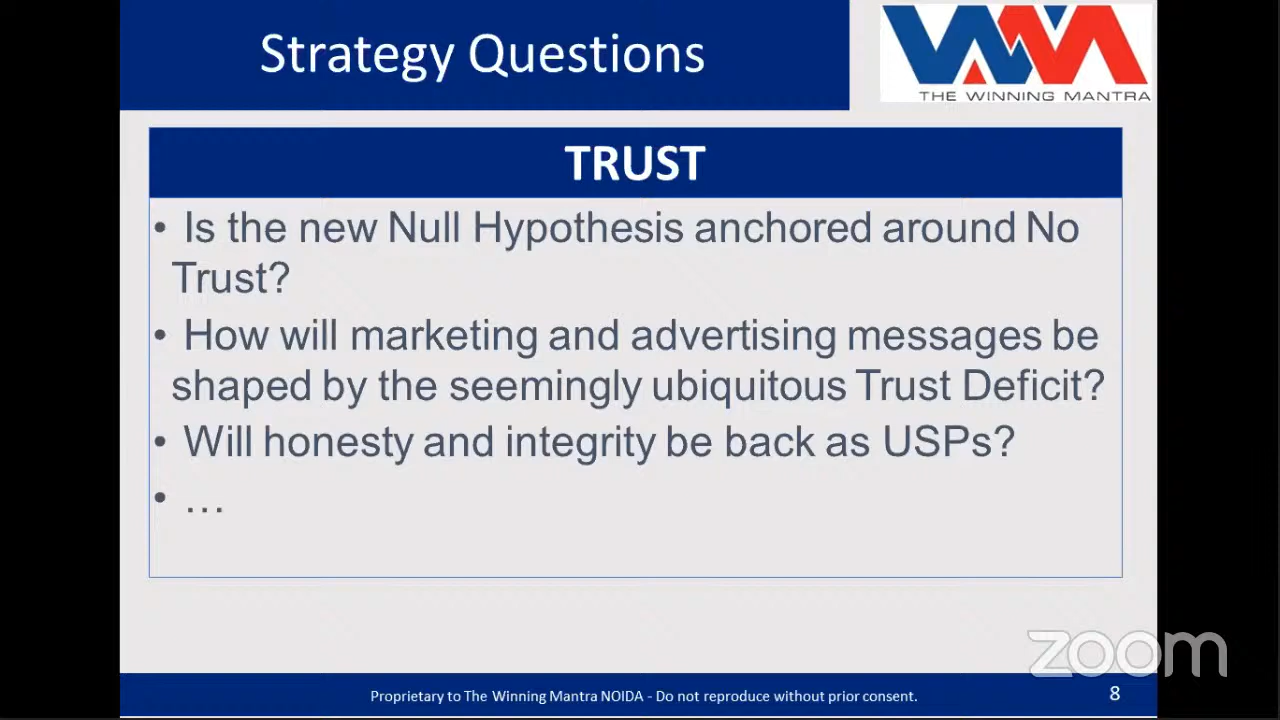 Strategy Questions
WM
THE WINNING MANTRA
TRUST
• Is the new Null Hypothesis anchored around No
Trust?
• How will marketing and advertising messages be
shaped by the seemingly ubiquitous Trust Deficit?
• Will honesty and integrity be back as USPs?
• …
zoom
Proprietary to The Winning Mantra NOIDA - Do not reproduce without prior consent.
8